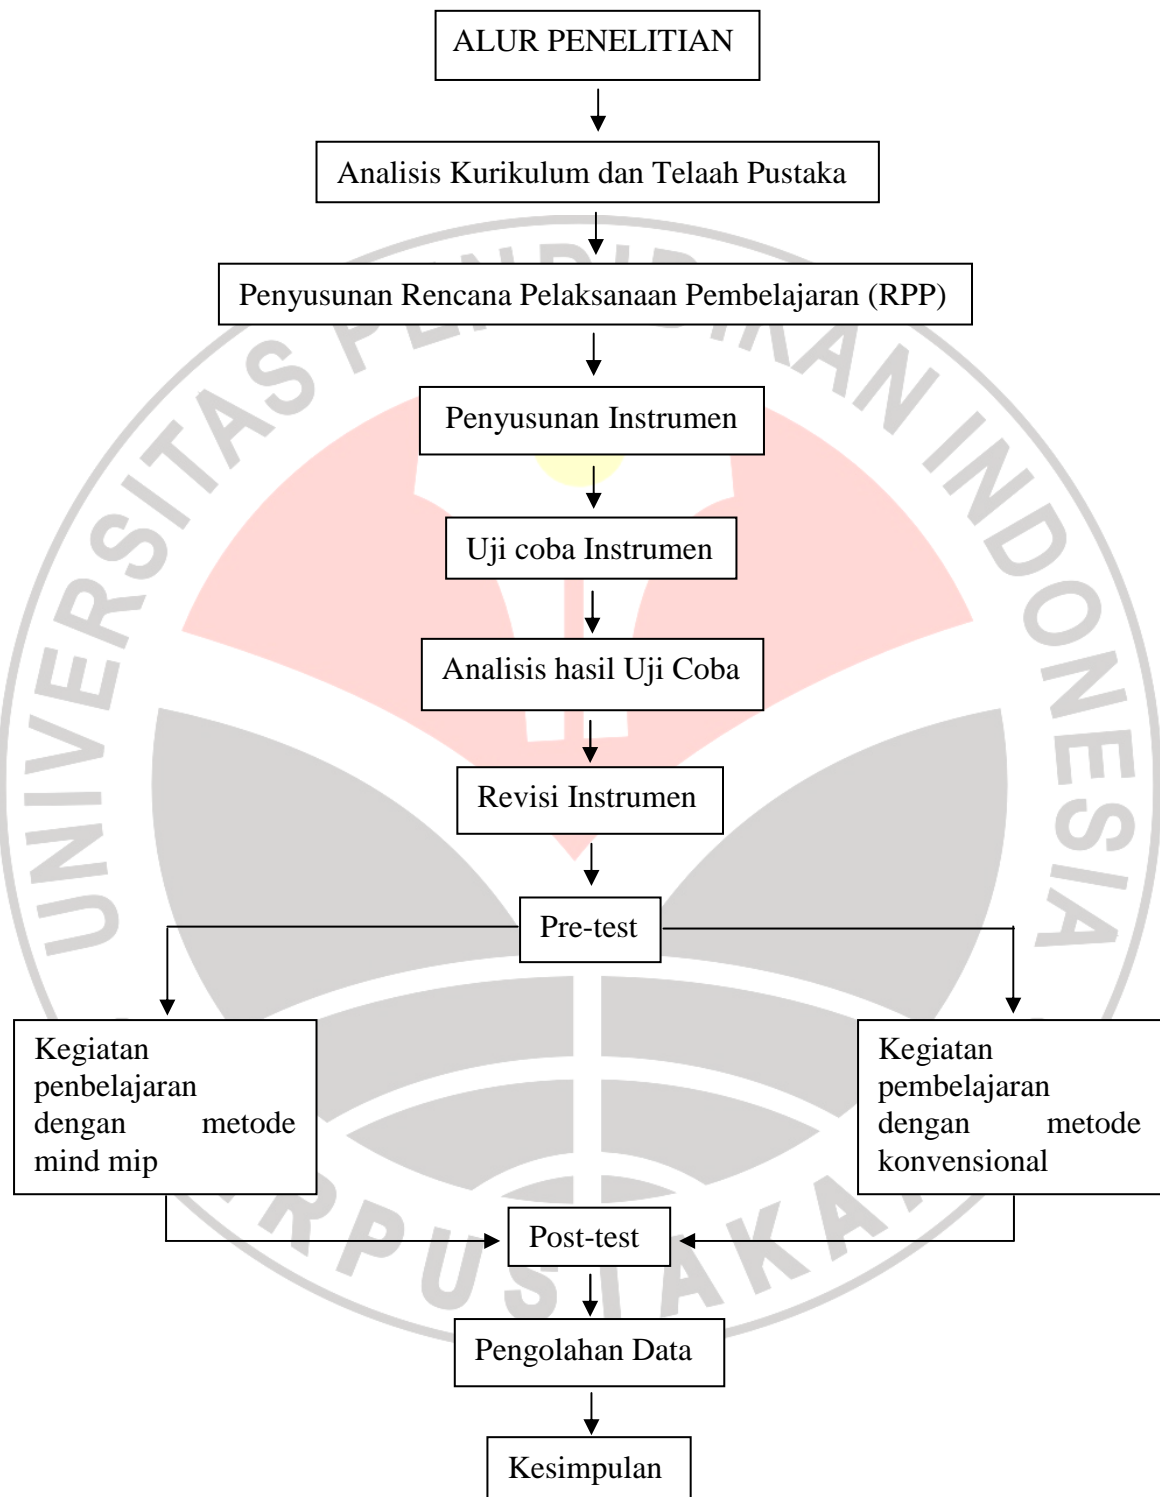 ALUR PENELITIAN
Analisis Kurikulum dan Telaah Pustaka
Penyusunan Rencana Pelaksanaan Pembelajaran (RPP)
Penyusunan Instrumen
Uji coba Instrumen
Analisis hasil Uji Coba
Revisi Instrumen
Pre-test
Kegiatan
penbelajaran
dengan metode
mind mip
Kegiatan
pembelajaran
dengan metode
konvensional
Post-test
Pengolahan Data
Kesimpulan
UNIVERSITAS PENDIDIKAN INDONESIA